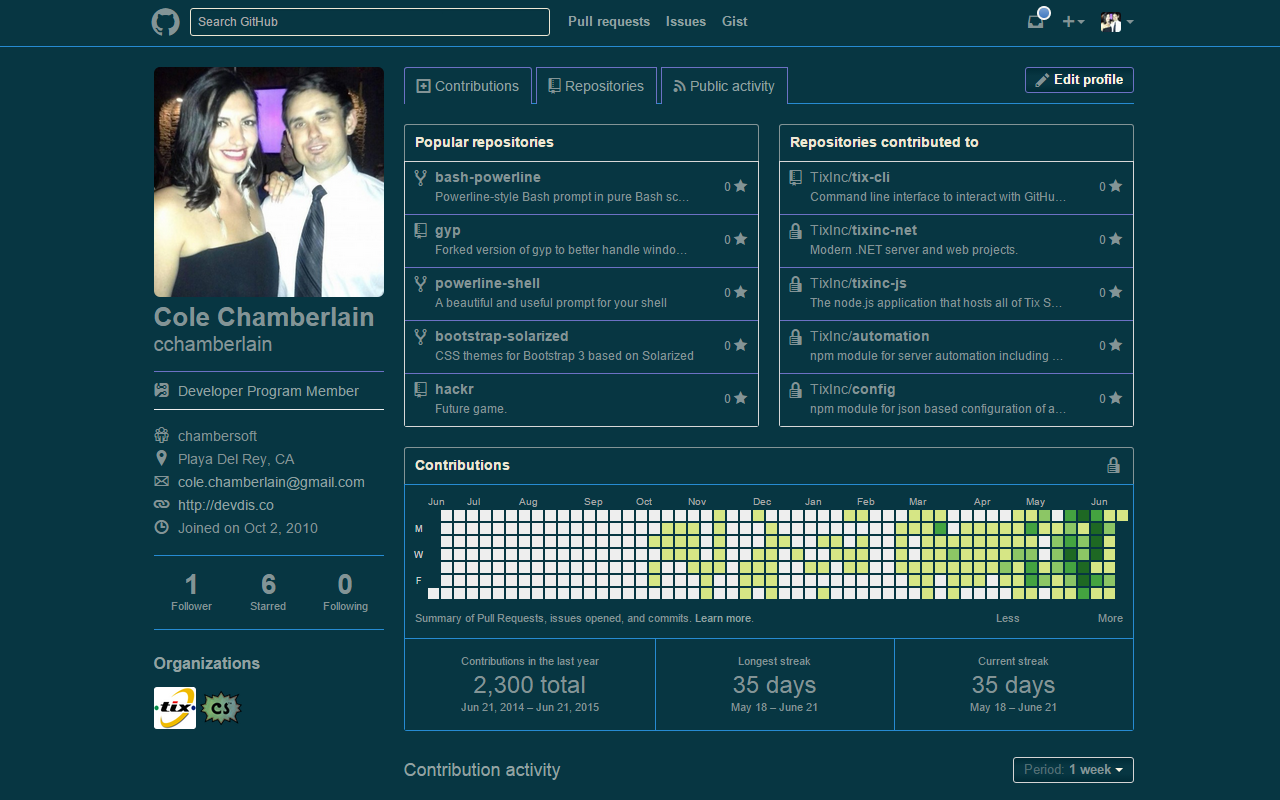 Search GitHub
Pull requests
Issues
Gist
Contributions
Repositories
Public activity
Edit profile
Cole Chamberlain
cchamberlain
Developer Program Member
chambersoft
Playa Del Rey, CA
cole.chamberlain@gmail.com
http://devdis.co
Joined on Oct 2, 2010
1
Follower
6
Starred
0
Following
Organizations
tix
CS
Popular repositories
bash-powerline
Powerline-style Bash prompt in pure Bash sc…
0
gyp
Forked version of gyp to better handle windo…
0
powerline-shell
A beautiful and useful prompt for your shell
0
bootstrap-solarized
CSS themes for Bootstrap 3 based on Solarized
0
hackr
Future game.
0
Repositories contributed to
TixInc/tix-cli
Command line interface to interact with GitHu…
0
TixInc/tixinc-net
Modern .NET server and web projects.
0
TixInc/tixinc-js
The node.js application that hosts all of Tix S…
0
TixInc/automation
npm module for server automation including …
0
TixInc/config
npm module for json based configuration of a…
0
Contributions
Jun Jul Aug Sep Oct Nov Dec Jan Feb Mar Apr May Jun
M
W
F
Summary of Pull Requests, issues opened, and commits. Learn more.
Less More
Contributions in the last year
2,300 total
Jun 21, 2014 – Jun 21, 2015
Longest streak
35 days
May 18 – June 21
Current streak
35 days
May 18 – June 21
Contribution activity
Period: 1 week